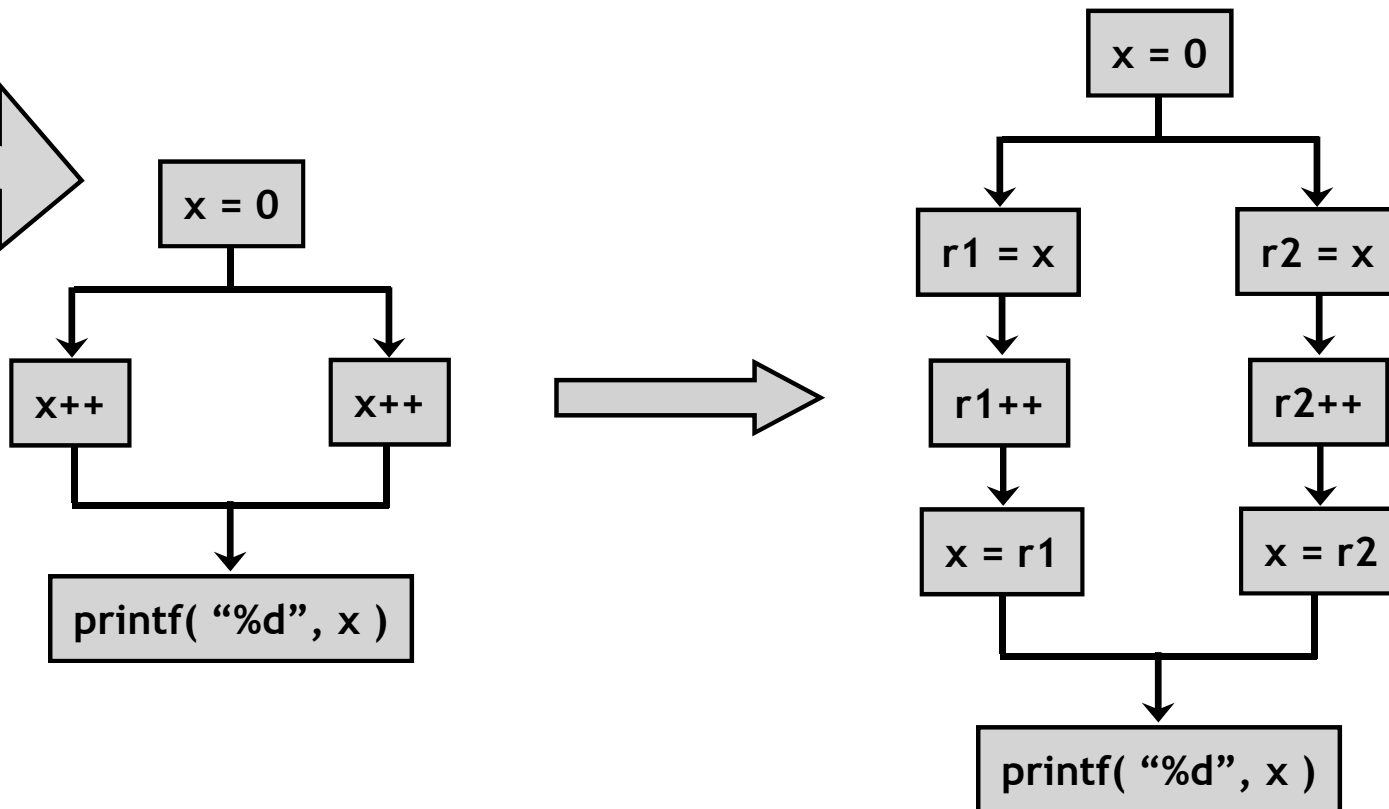 x = 0
x++
x++
printf( “%d”, x )
x = 0
r1 = x
r2 = x
r1++
r2++
x = r1
x = r2
printf( “%d”, x )